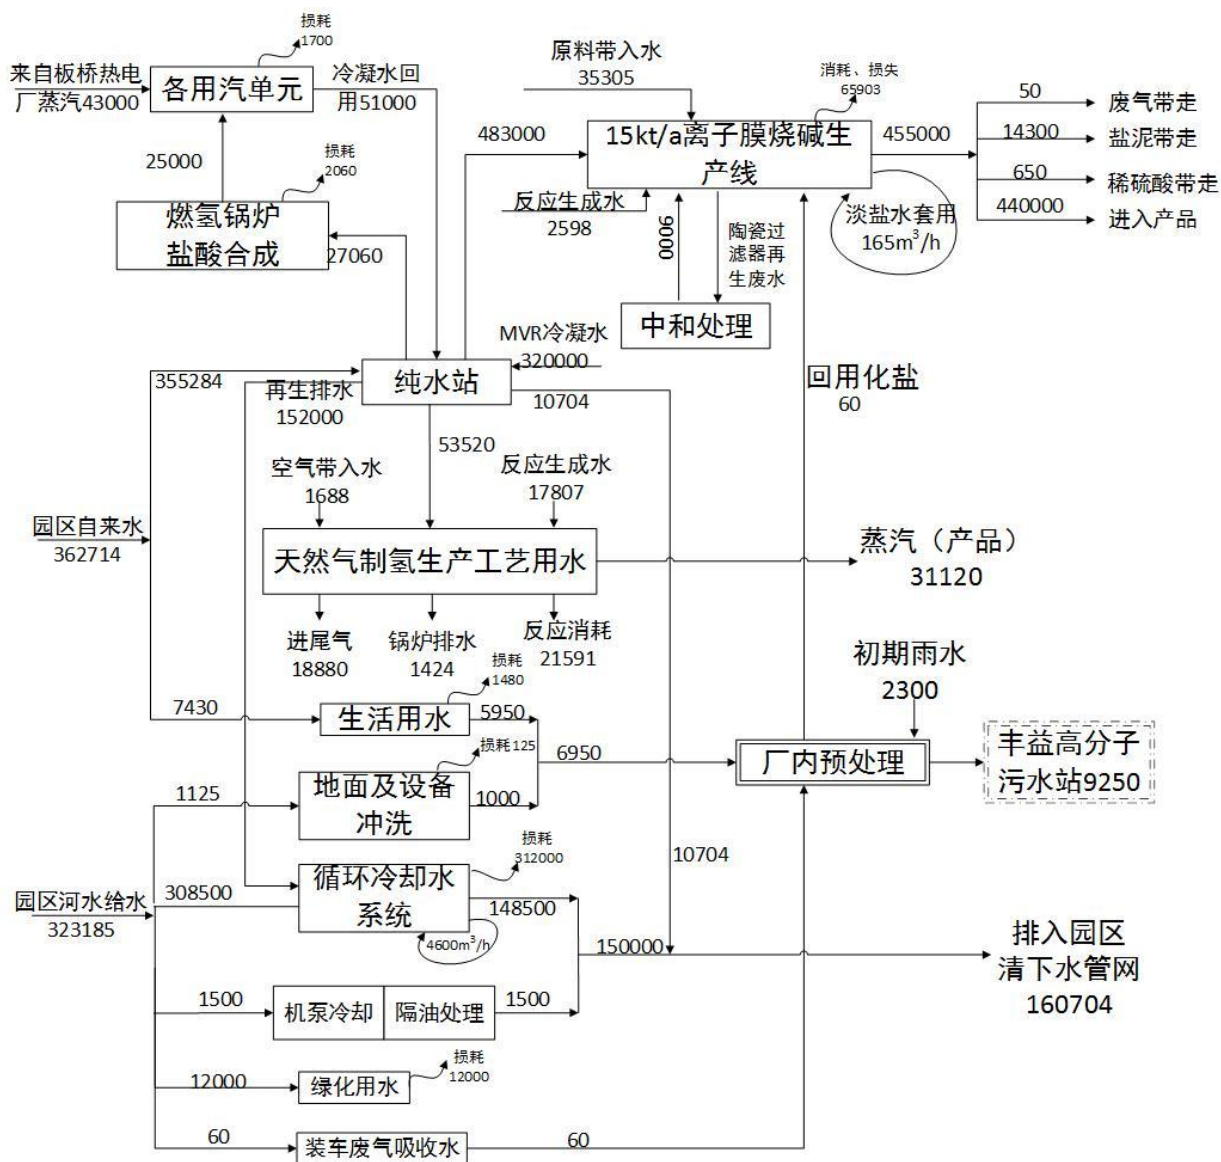 损耗
1700
来自板桥热电
厂蒸汽43000
各用汽单元
冷凝水回
用51000
原料带入水
35305
消耗、损失
65903
483000
15kt/a离子膜烧碱生
产线
455000
50
废气带走
14300
盐泥带走
650
稀硫酸带走
440000
进入产品
25000
损耗
2060
燃氢锅炉
盐酸合成
27060
反应生成水
2598
9000
陶瓷过
滤器再
生废水
淡盐水套用
165m³/h
中和处理
MVR冷凝水
320000
355284
纯水站
再生排水
152000
10704
回用化盐
60
53520
空气带入水
1688
反应生成水
17807
园区自来水
362714
天然气制氢生产工艺用水
蒸汽（产品）
31120
进尾气
18880
锅炉排水
1424
反应消耗
21591
损耗
1480
初期雨水
2300
7430
生活用水
5950
损耗125
6950
厂内预处理
丰益高分子
污水站9250
1125
地面及设备
冲洗
1000
损耗
312000
10704
园区河水给水
323185
308500
循环冷却水
系统
148500
4600m³/h
150000
排入园区
清下水管网
160704
1500
机泵冷却
隔油处理
1500
损耗
12000
12000
绿化用水
60
装车废气吸收水
60